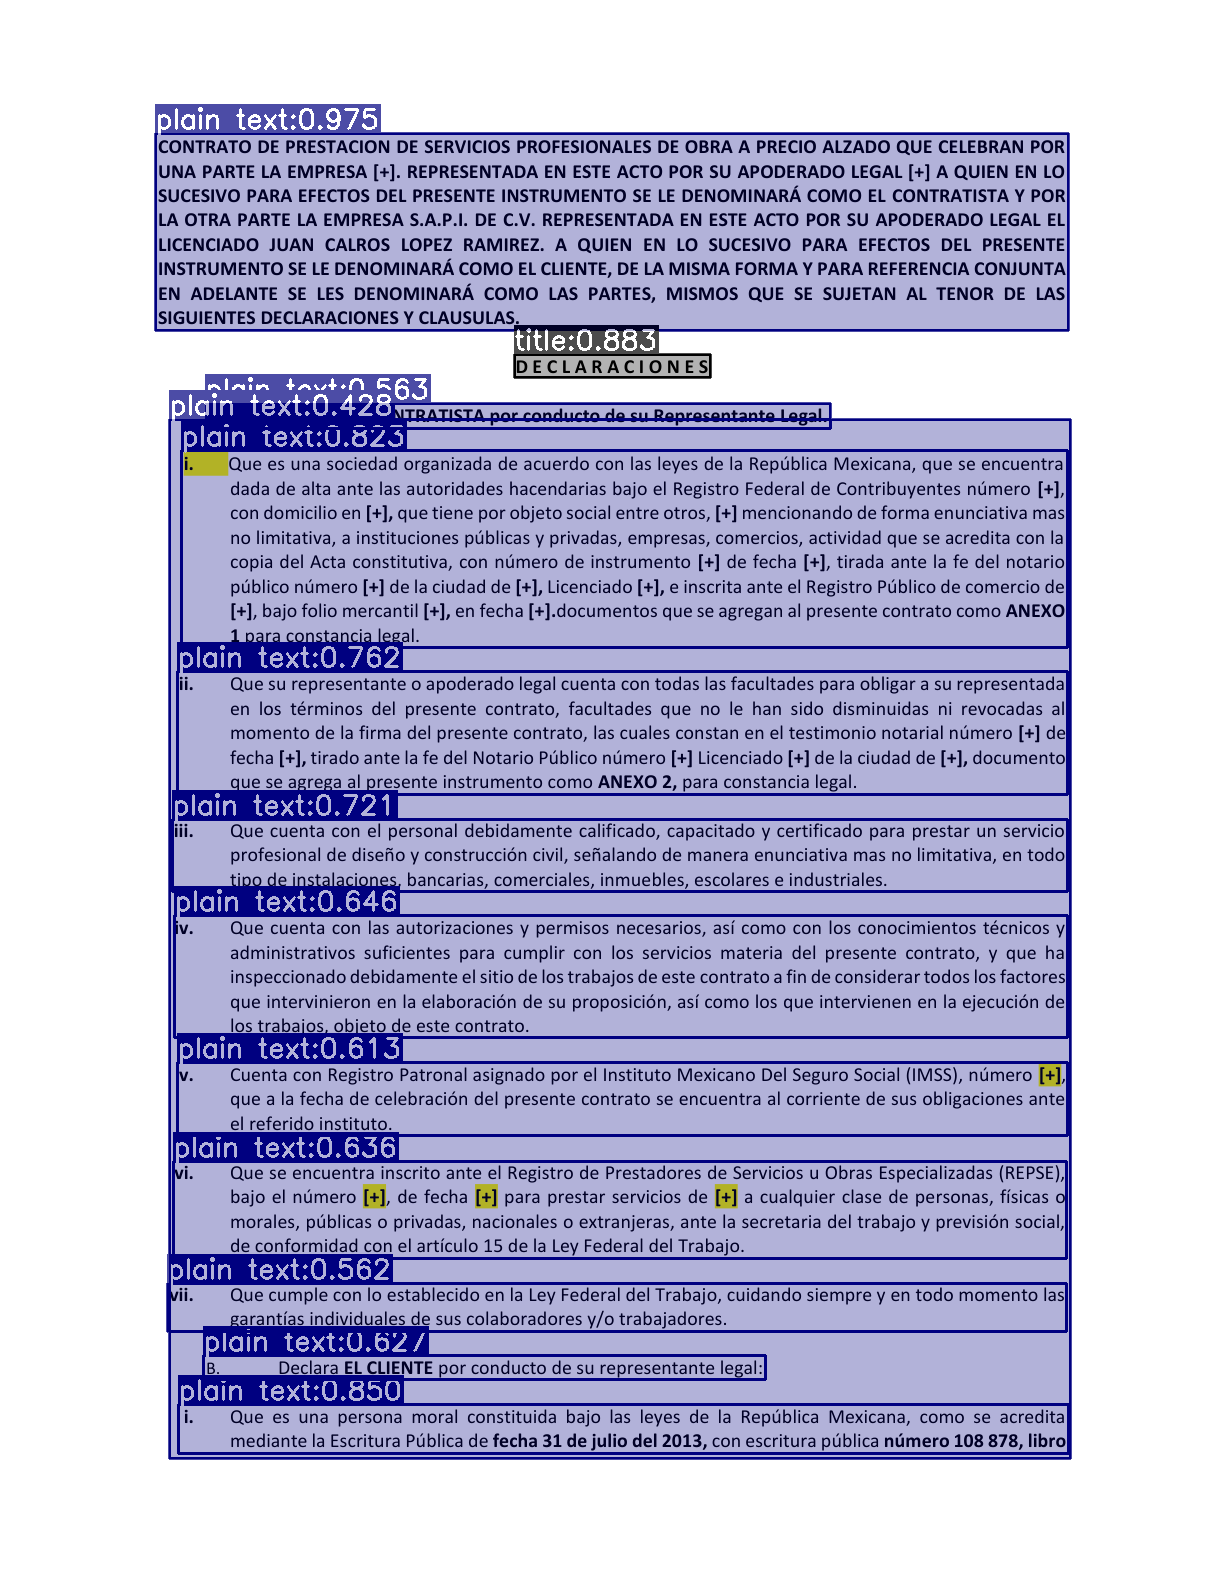 plain text:0.975
CONTRATO DE PRESTACION DE SERVICIOS PROFESIONALES DE OBRA A PRECIO ALZADO QUE CELEBRAN POR
UNA PARTE LA EMPRESA [+]. REPRESENTADA EN ESTE ACTO POR SU APODERADO LEGAL [+] A QUIEN EN LO
SUCESIVO PARA EFECTOS DEL PRESENTE INSTRUMENTO SE LE DENOMINARÁ COMO EL CONTRATISTA Y POR
LA OTRA PARTE LA EMPRESA S.A.P.I. DE C.V. REPRESENTADA EN ESTE ACTO POR SU APODERADO LEGAL EL
LICENCIADO JUAN CALROS LOPEZ RAMIREZ. A QUIEN EN LO SUCESIVO PARA EFECTOS DEL PRESENTE
INSTRUMENTO SE LE DENOMINARÁ COMO EL CLIENTE, DE LA MISMA FORMA Y PARA REFERENCIA CONJUNTA
EN ADELANTE SE LES DENOMINARÁ COMO LAS PARTES, MISMOS QUE SE SUJETAN AL TENOR DE LAS
SIGUIENTES DECLARACIONES Y CLAUSULAS.
title:0.883
D E C L A R A C I O N E S
plain text:0.563
plain text:0.428
NTRATISTA por conducto de su Representante Legal.
plain text:0.823
i. Que es una sociedad organizada de acuerdo con las leyes de la República Mexicana, que se encuentra
dada de alta ante las autoridades hacendarias bajo el Registro Federal de Contribuyentes número [+],
con domicilio en [+], que tiene por objeto social entre otros, [+] mencionando de forma enunciativa mas
no limitativa, a instituciones públicas y privadas, empresas, comercios, actividad que se acredita con la
copia del Acta constitutiva, con número de instrumento [+] de fecha [+], tirada ante la fe del notario
público número [+] de la ciudad de [+], Licenciado [+], e inscrita ante el Registro Público de comercio de
[+], bajo folio mercantil [+], en fecha [+].documentos que se agregan al presente contrato como ANEXO
1 para constancia legal.
plain text:0.762
ii. Que su representante o apoderado legal cuenta con todas las facultades para obligar a su representada
en los términos del presente contrato, facultades que no le han sido disminuidas ni revocadas al
momento de la firma del presente contrato, las cuales constan en el testimonio notarial número [+] de
fecha [+], tirado ante la fe del Notario Público número [+] Licenciado [+] de la ciudad de [+], documento
que se agrega al presente instrumento como ANEXO 2, para constancia legal.
plain text:0.721
iii. Que cuenta con el personal debidamente calificado, capacitado y certificado para prestar un servicio
profesional de diseño y construcción civil, señalando de manera enunciativa mas no limitativa, en todo
tipo de instalaciones, bancarias, comerciales, inmuebles, escolares e industriales.
plain text:0.646
iv. Que cuenta con las autorizaciones y permisos necesarios, así como con los conocimientos técnicos y
administrativos suficientes para cumplir con los servicios materia del presente contrato, y que ha
inspeccionado debidamente el sitio de los trabajos de este contrato a fin de considerar todos los factores
que intervinieron en la elaboración de su proposición, así como los que intervienen en la ejecución de
los trabajos, objeto de este contrato.
plain text:0.613
v. Cuenta con Registro Patronal asignado por el Instituto Mexicano Del Seguro Social (IMSS), número [+],
que a la fecha de celebración del presente contrato se encuentra al corriente de sus obligaciones ante
el referido instituto.
plain text:0.636
vi. Que se encuentra inscrito ante el Registro de Prestadores de Servicios u Obras Especializadas (REPSE),
bajo el número [+], de fecha [+] para prestar servicios de [+] a cualquier clase de personas, físicas o
morales, públicas o privadas, nacionales o extranjeras, ante la secretaria del trabajo y previsión social,
de conformidad con el artículo 15 de la Ley Federal del Trabajo.
plain text:0.562
vii. Que cumple con lo establecido en la Ley Federal del Trabajo, cuidando siempre y en todo momento las
garantías individuales de sus colaboradores y/o trabajadores.
plain text:0.627
B. Declara EL CLIENTE por conducto de su representante legal:
plain text:0.850
i. Que es una persona moral constituida bajo las leyes de la República Mexicana, como se acredita
mediante la Escritura Pública de fecha 31 de julio del 2013, con escritura pública número 108 878, libro